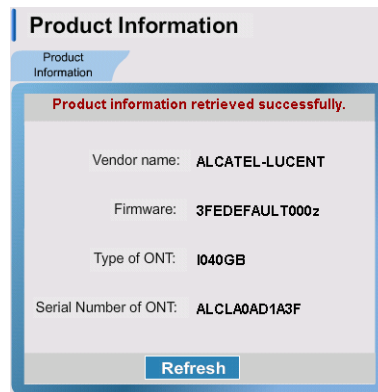 Product Information
Product
Information
Product information retrieved successfully.
Vendor name: ALCATEL-LUCENT
Firmware: 3FEDEFAULT000z
Type of ONT: I040GB
Serial Number of ONT: ALCLA0AD1A3F
Refresh